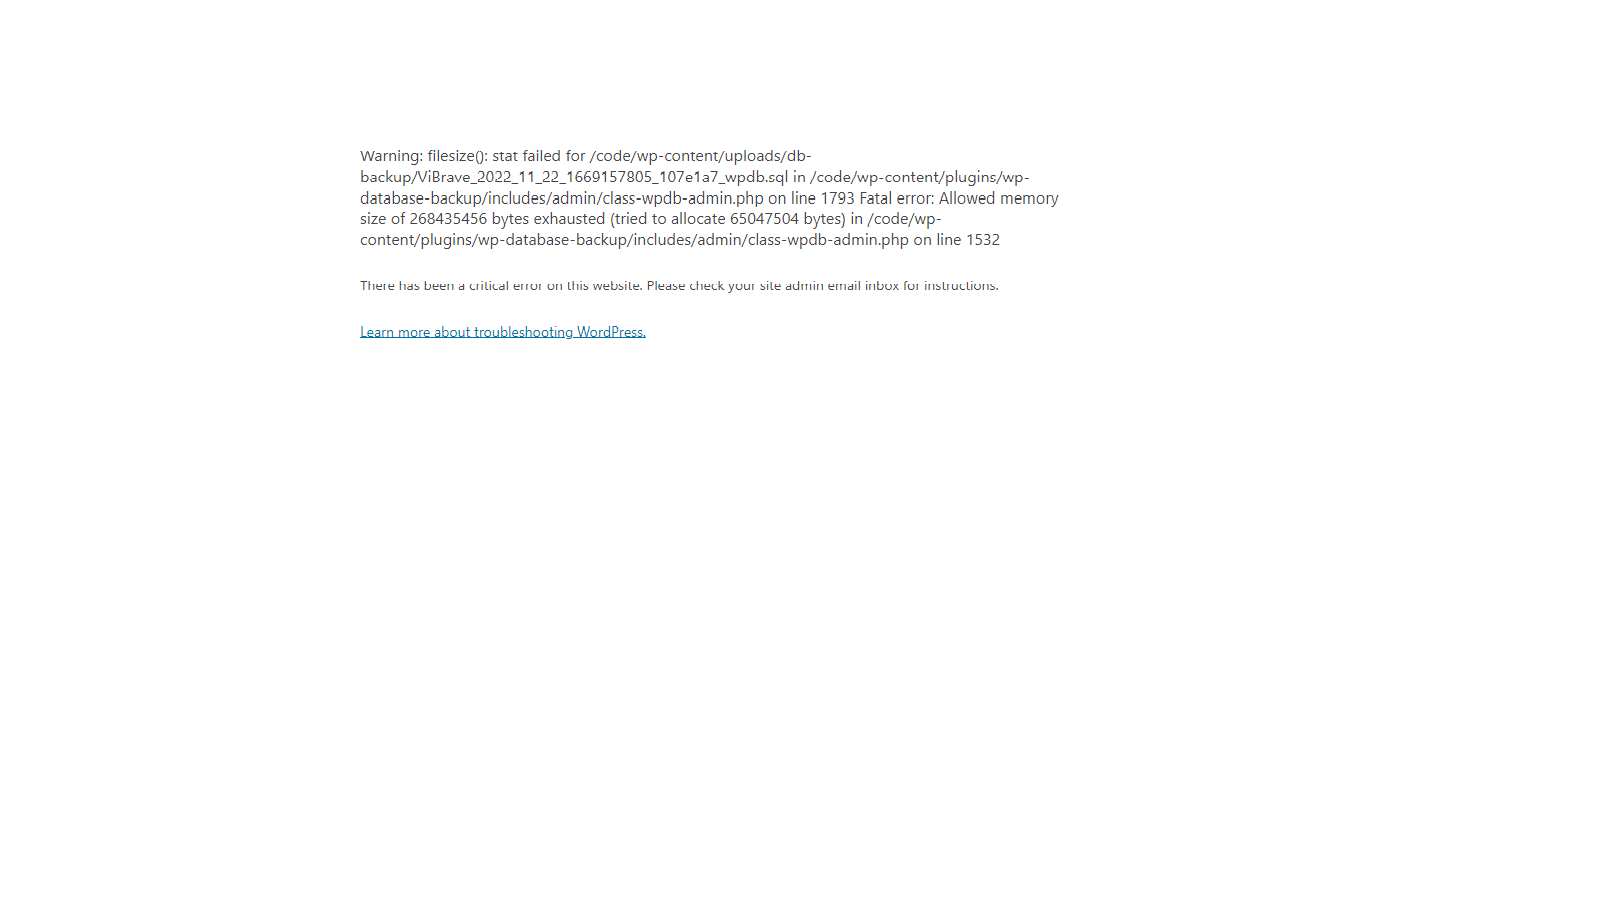 Warning: filesize(): stat failed for /code/wp-content/uploads/db-
backup/ViBrave_2022_11_22_1669157805_107e1a7_wpdb.sql in /code/wp-content/plugins/wp-
database-backup/includes/admin/class-wpdb-admin.php on line 1793 Fatal error: Allowed memory
size of 268435456 bytes exhausted (tried to allocate 65047504 bytes) in /code/wp-
content/plugins/wp-database-backup/includes/admin/class-wpdb-admin.php on line 1532
There has been a critical error on this website. Please check your site admin email inbox for instructions.
Learn more about troubleshooting WordPress.